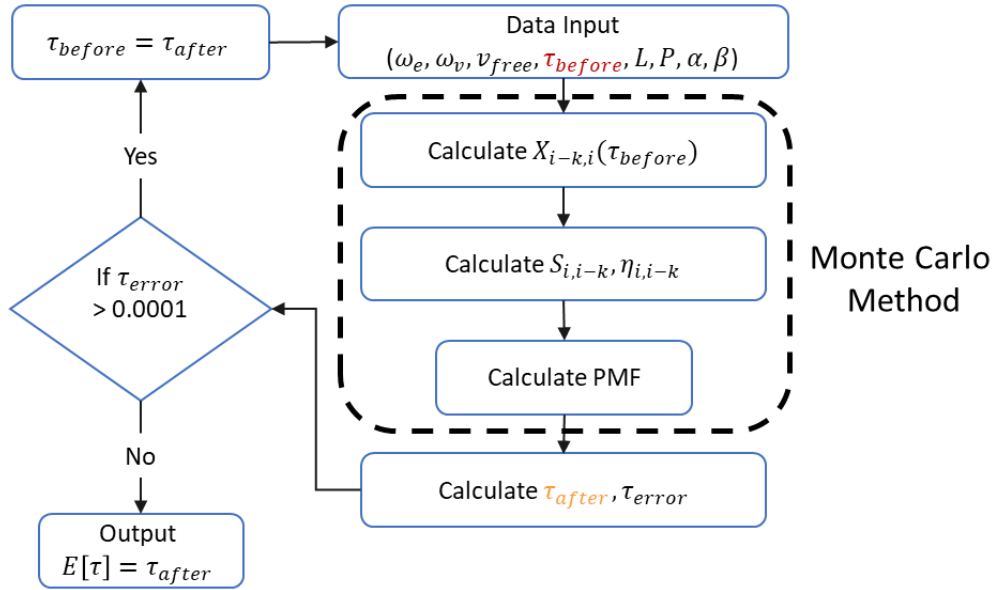 τ_before = τ_after
Data Input
(ω_e, ω_v, v_free, τ_before, L, P, α, β)
Calculate X_{i−k,i}(τ_before)
Calculate S_{i,i−k}, η_{i,i−k}
Calculate PMF
Monte Carlo
Method
Calculate τ_after, τ_error
If τ_error
> 0.0001
Yes
No
Output
E[τ] = τ_after